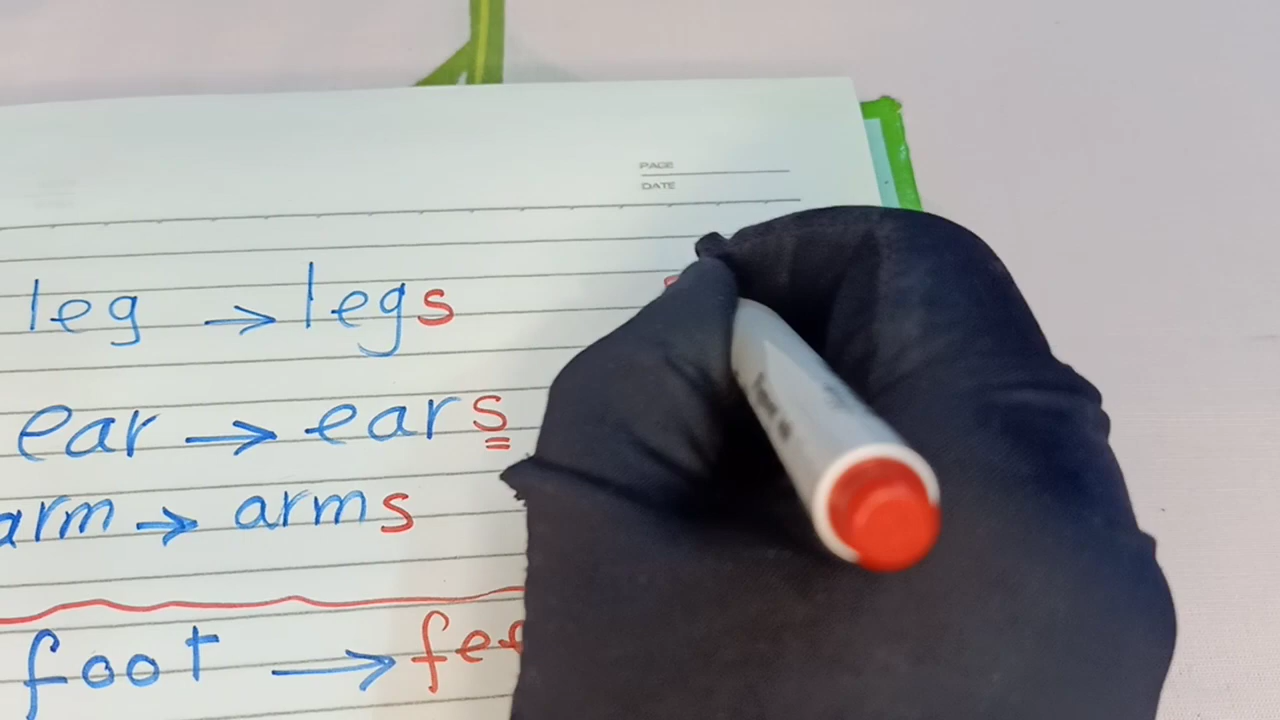 PAGE
DATE
leg → legs
ear → ears
arm → arms
foot →